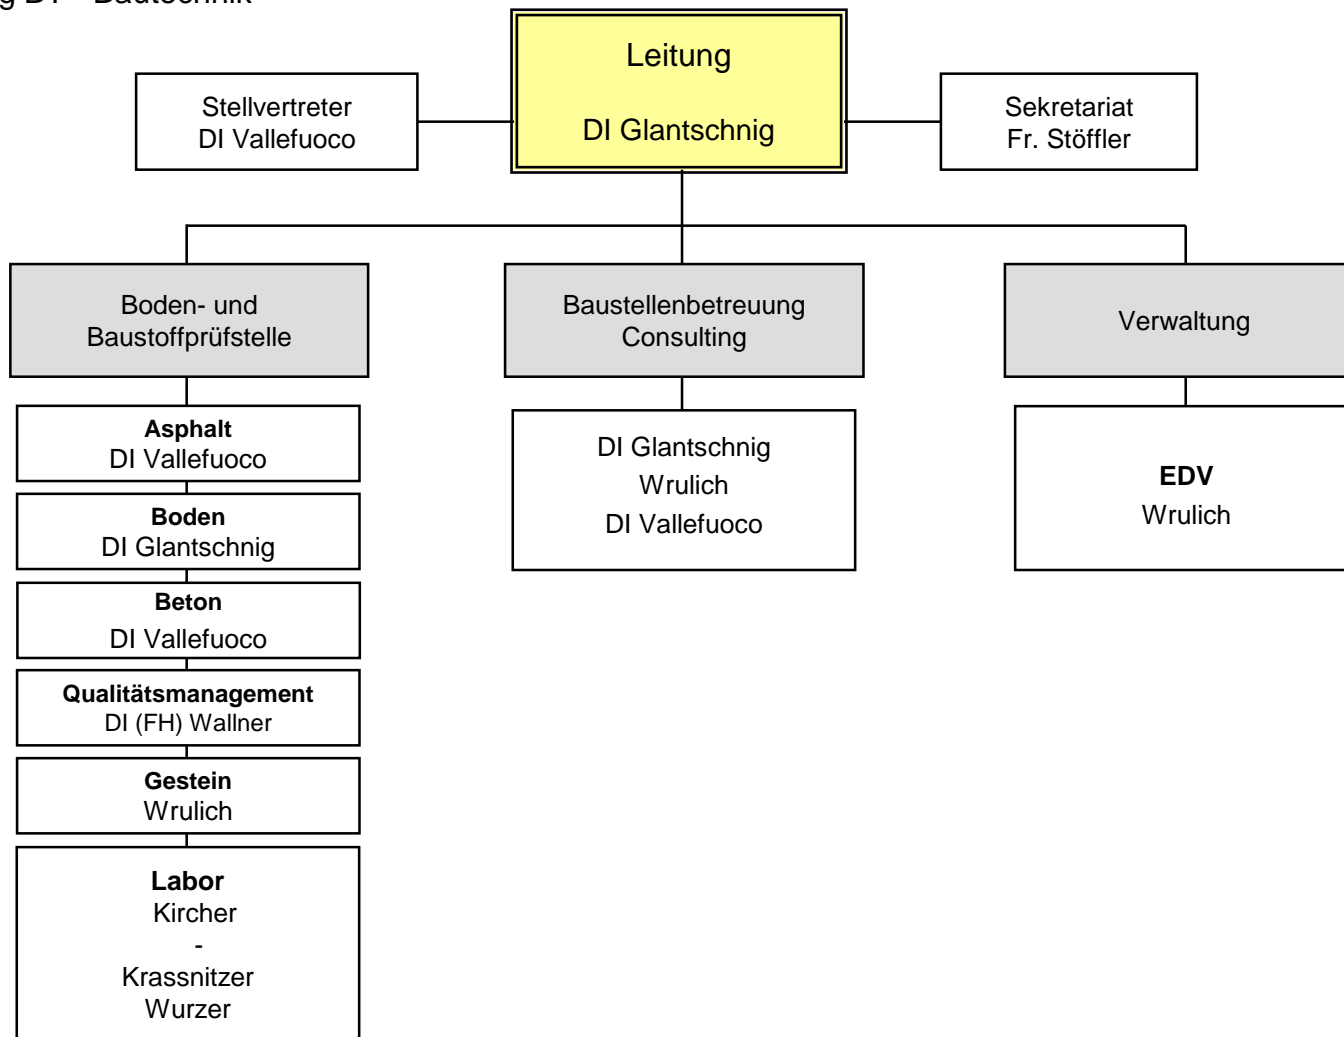 g B1 - Bautechnik
Leitung
DI Glantschnig
Stellvertreter
DI Vallefuoco
Sekretariat
Fr. Stöffler
Boden- und
Baustoffprüfstelle
Baustellenbetreuung
Consulting
Verwaltung
Asphalt
DI Vallefuoco
Boden
DI Glantschnig
Beton
DI Vallefuoco
Qualitätsmanagement
DI (FH) Wallner
Gestein
Wrulich
Labor
Kircher
-
Krassnitzer
Wurzer
DI Glantschnig
Wrulich
DI Vallefuoco
EDV
Wrulich